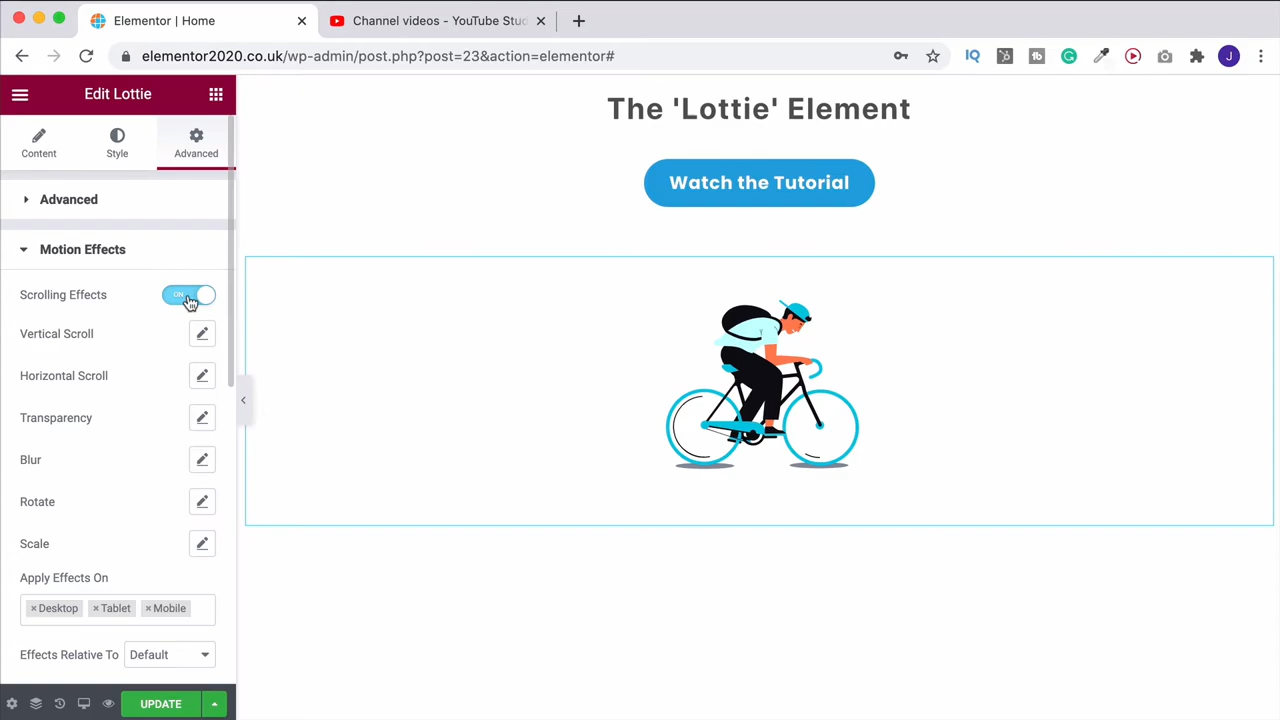 Elementor | Home
Channel videos - YouTube Stud
elementor2020.co.uk/wp-admin/post.php?post=23&action=elementor#
IQ
tb
J
Edit Lottie
Content
Style
Advanced
Advanced
Motion Effects
Scrolling Effects
ON
Vertical Scroll
Horizontal Scroll
Transparency
Blur
Rotate
Scale
Apply Effects On
×Desktop ×Tablet ×Mobile
Effects Relative To Default
UPDATE
The 'Lottie' Element
Watch the Tutorial